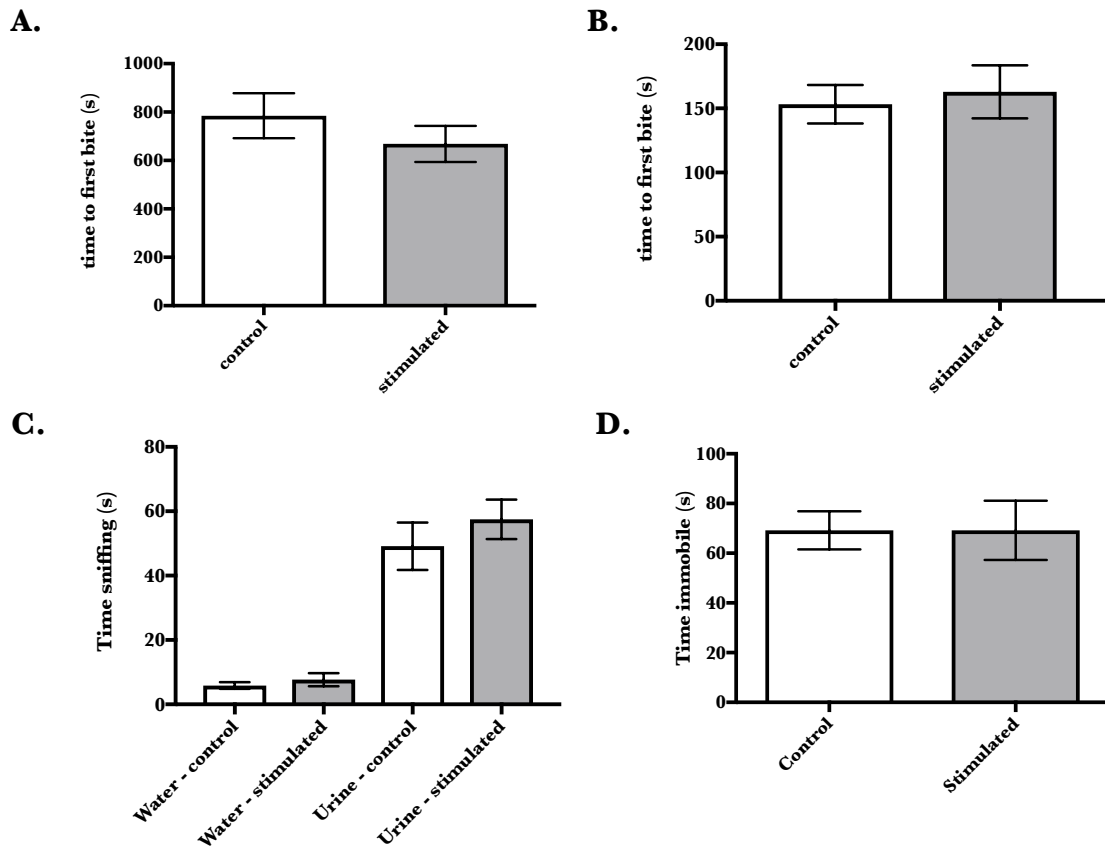 A.
time to first bite (s)
1000
800
600
400
200
0
control
stimulated
B.
time to first bite (s)
200
150
100
50
0
control
stimulated
C.
Time sniffing (s)
80
60
40
20
0
Water - control
Water - stimulated
Urine - control
Urine - stimulated
D.
Time immobile (s)
100
80
60
40
20
0
Control
Stimulated